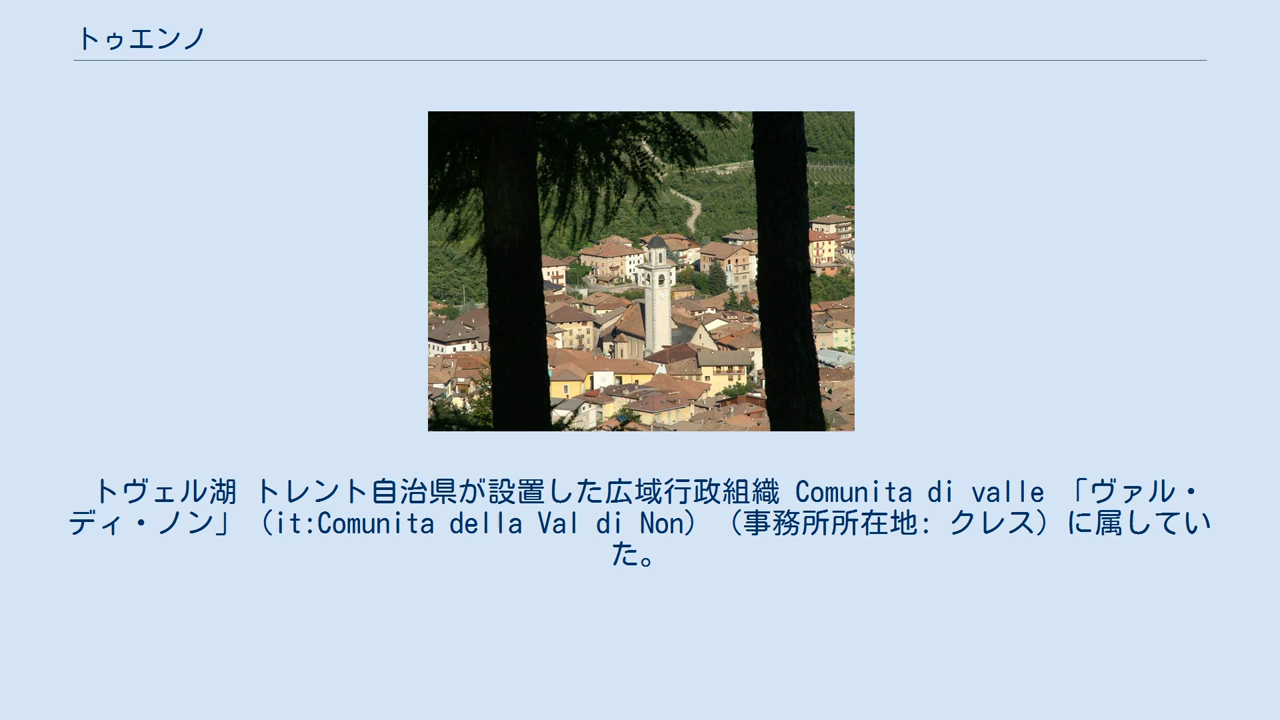 トゥエンノ
トヴェル湖 トレント自治県が設置した広域行政組織 Comunita di valle 「ヴァル・
ディ・ノン」（it:Comunita della Val di Non）（事務所所在地: クレス）に属してい
た。